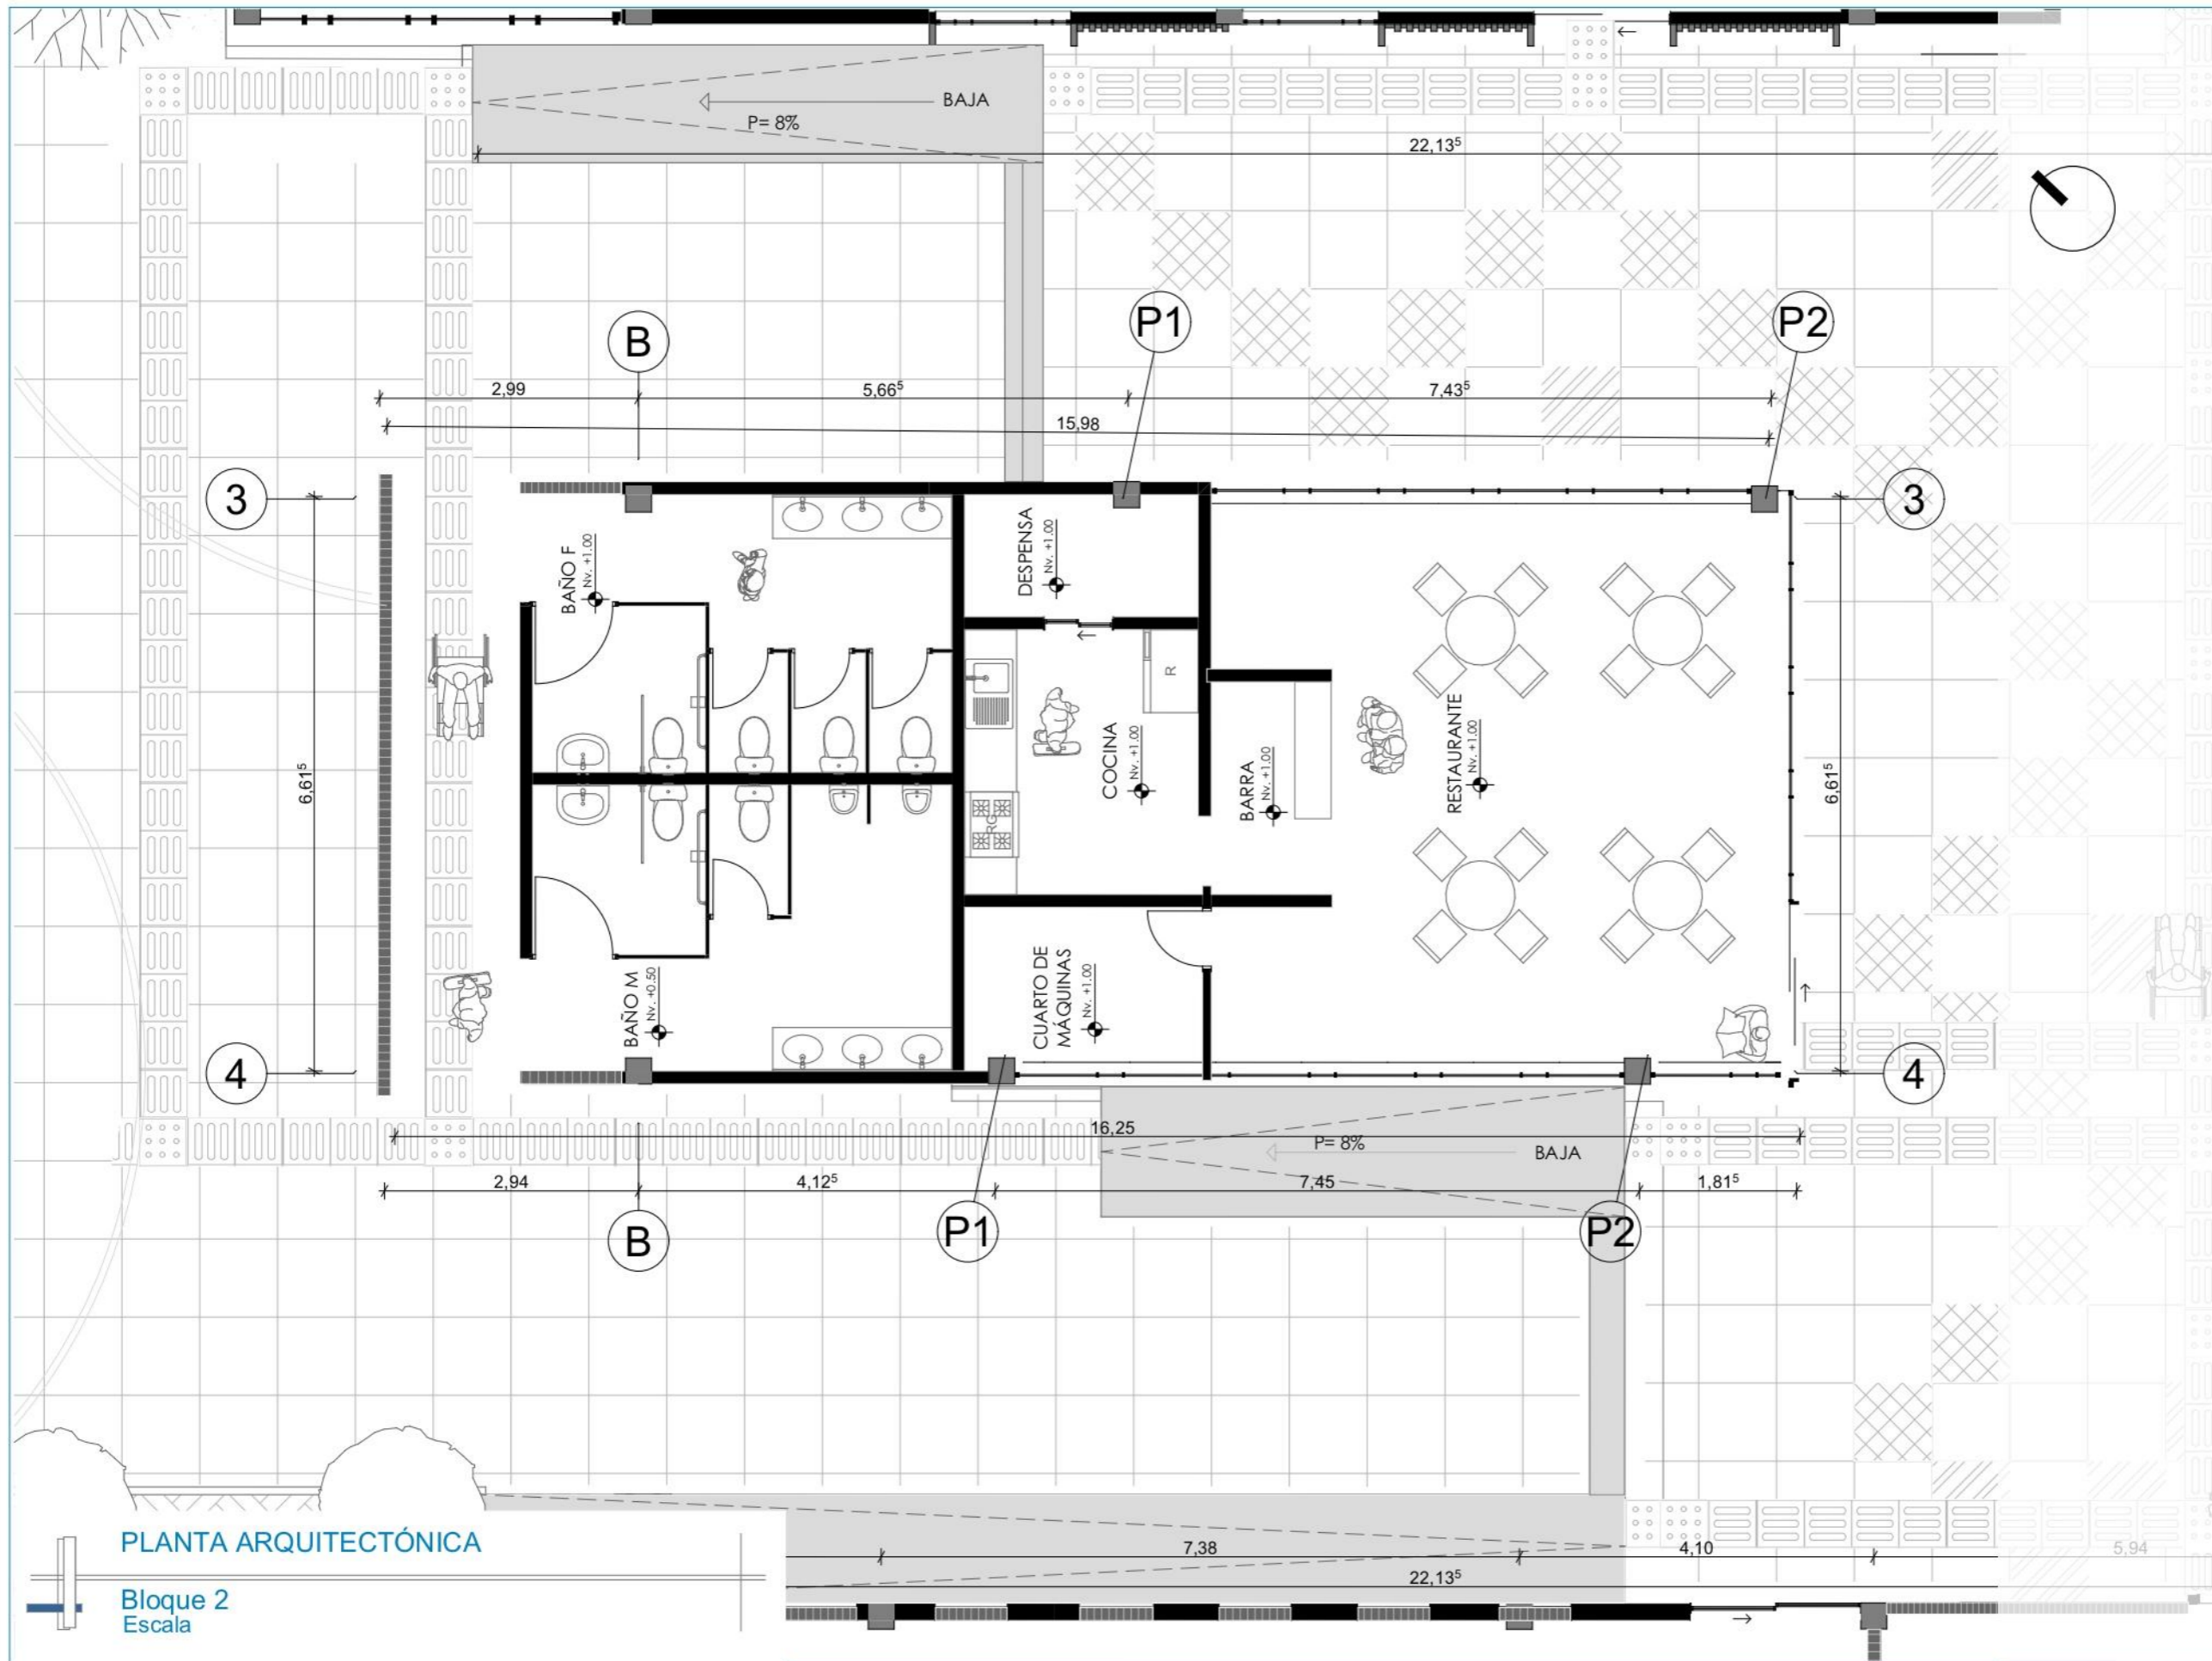 BAJA
P= 8%
22,13⁵
B
P1
P2
2,99
5,66⁵
7,43⁵
15,98
3
3
6,61⁵
6,61⁵
BAÑO F
Nv. +1.00
DESPENSA
Nv. +1.00
R
COCINA
Nv. +1.00
RG
BARRA
Nv. +1.00
RESTAURANTE
Nv. +1.00
BAÑO M
Nv. +0.50
CUARTO DE
MÁQUINAS
Nv. +1.00
4
4
16,25
P= 8%
BAJA
2,94
4,12⁵
7,45
1,81⁵
B
P1
P2
PLANTA ARQUITECTÓNICA
7,38
4,10
5,94
22,13⁵
Bloque 2
Escala